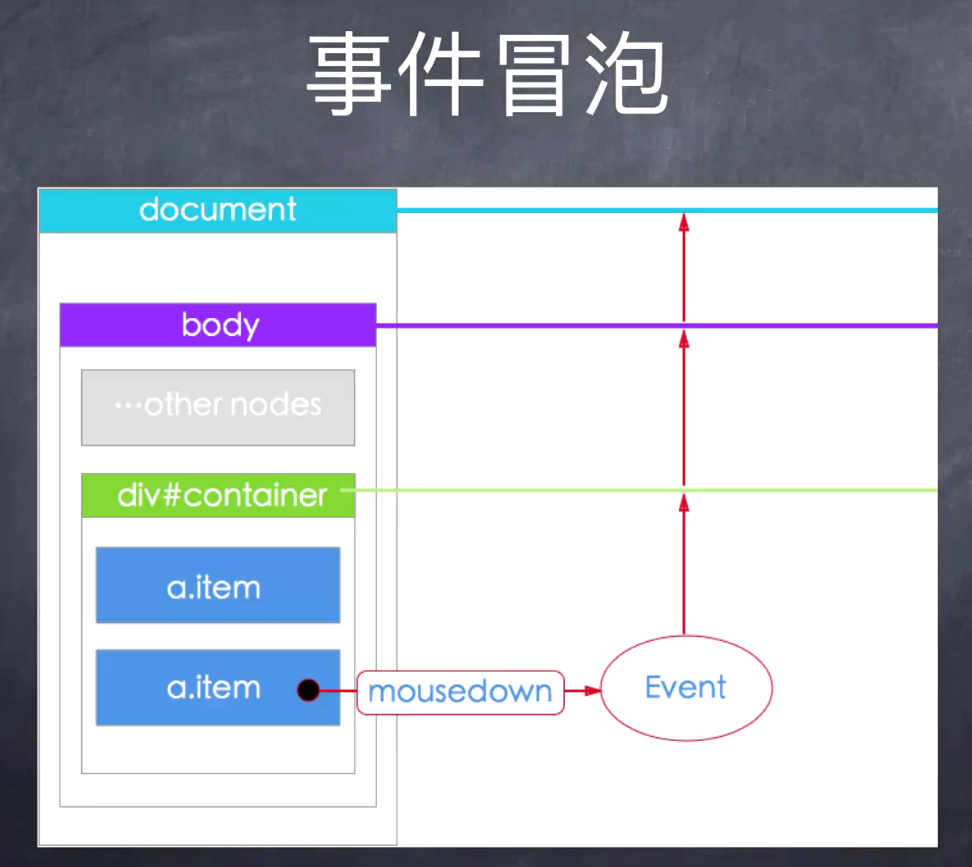 事件冒泡
document
body
···other nodes
div#container
a.item
a.item
mousedown
Event